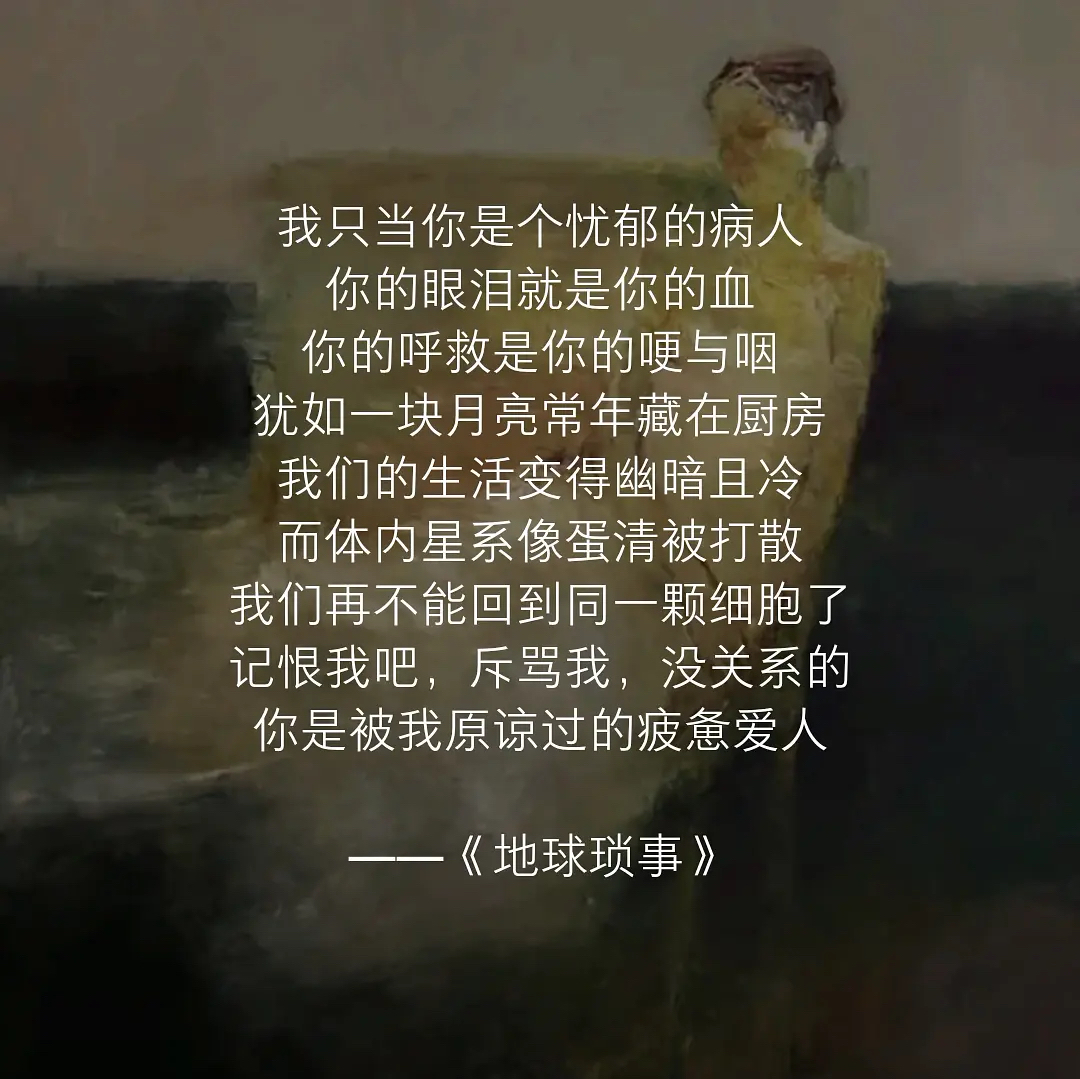 我只当你是个忧郁的病人
你的眼泪就是你的血
你的呼救是你的哽与咽
犹如一块月亮常年藏在厨房
我们的生活变得幽暗且冷
而体内星系像蛋清被打散
我们再不能回到同一颗细胞了
记恨我吧，斥骂我，没关系的
你是被我原谅过的疲惫爱人
——《地球琐事》